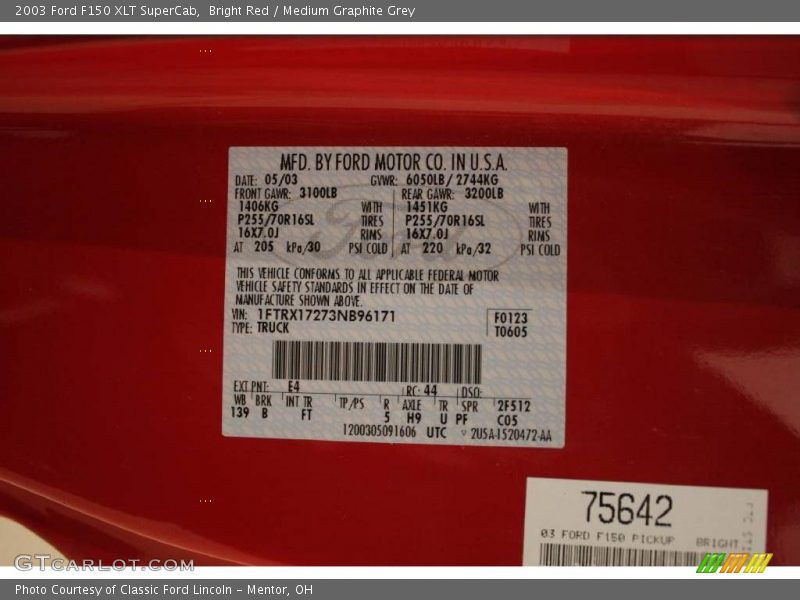 2003 Ford F150 XLT SuperCab, Bright Red / Medium Graphite Grey
MFD. BY FORD MOTOR CO. IN U.S.A.
DATE: 05/03 GVWR: 6050LB/2744KG
FRONT GAWR: 3100LB REAR GAWR: 3200LB
1406KG WITH 1451KG WITH
P255/70R16SL TIRES P255/70R16SL TIRES
16X7.0J RIMS 16X7.0J RIMS
AT 205 kPa/30 PSI COLD AT 220 kPa/32 PSI COLD
THIS VEHICLE CONFORMS TO ALL APPLICABLE FEDERAL MOTOR
VEHICLE SAFETY STANDARDS IN EFFECT ON THE DATE OF
MANUFACTURE SHOWN ABOVE.
VIN: 1FTRX17273NB96171 F0123
TYPE: TRUCK T0605
EXT PNT: E4 RC: 44 DSO:
WB BRK INT TR TP/PS R AXLE TR SPR 2F512
139 B FT 5 H9 U PF C05
1200305091606 UTC ▽ 2USA-1520472-AA
75642
03 FORD F150 PICKUP BRIGHT
GTCARLOT.COM
Photo Courtesy of Classic Ford Lincoln – Mentor, OH